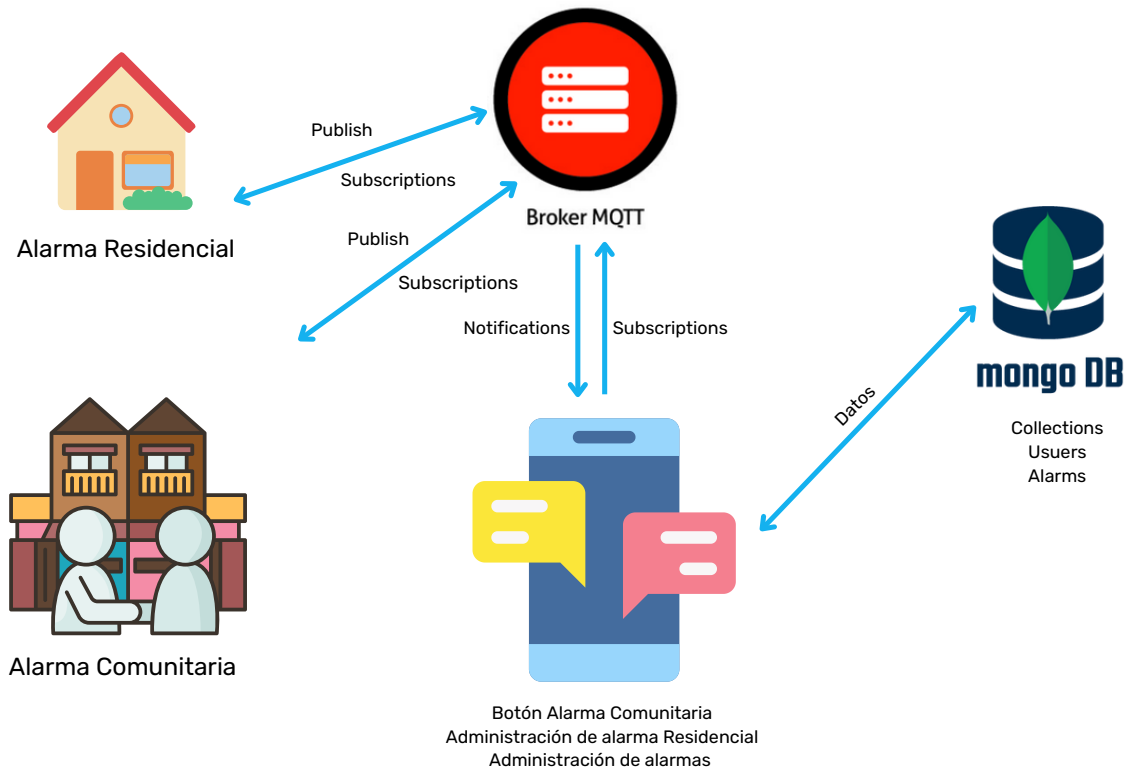 Publish
Subscriptions
Alarma Residencial
Broker MQTT
Publish
Subscriptions
Notifications
Subscriptions
Datos
mongo DB
Collections
Usuers
Alarms
Alarma Comunitaria
Botón Alarma Comunitaria
Administración de alarma Residencial
Administración de alarmas